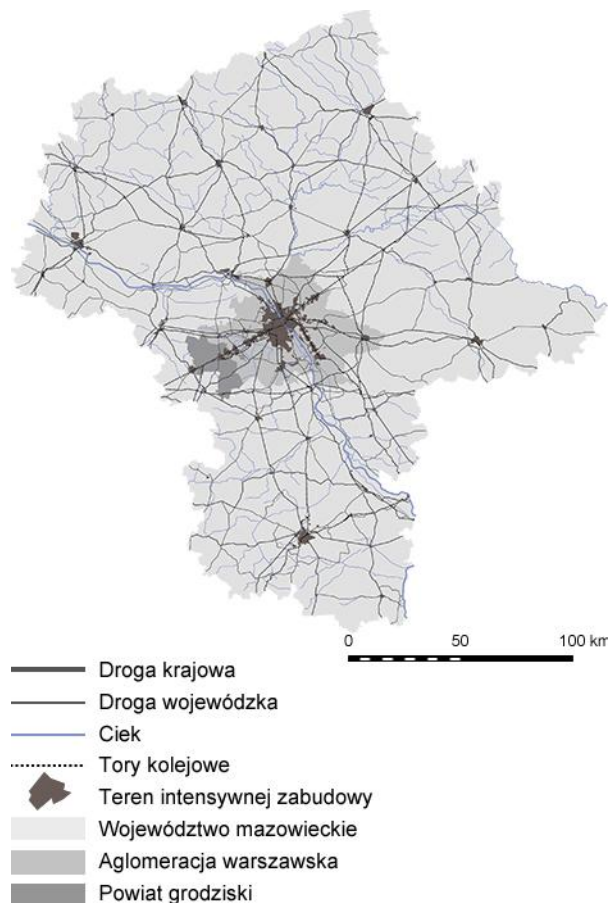 0 50 100 km
Droga krajowa
Droga wojewódzka
Ciek
Tory kolejowe
Teren intensywnej zabudowy
Województwo mazowieckie
Aglomeracja warszawska
Powiat grodziski